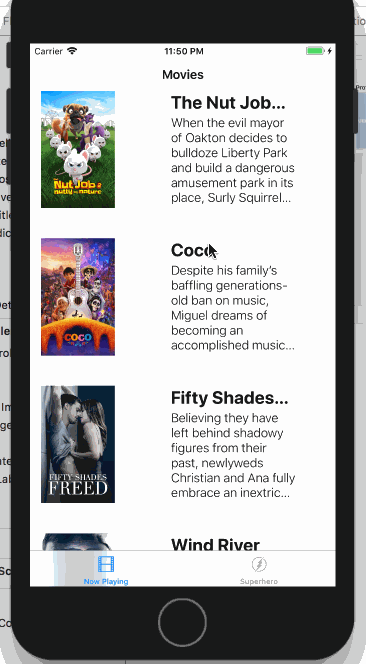 Carrier
11:50 PM
Movies
The Nut Job...
When the evil mayor
of Oakton decides to
bulldoze Liberty Park
and build a dangerous
amusement park in its
place, Surly Squirrel...
Nut Job 2
nutty by nature
Coco
Despite his family's
baffling generations-
old ban on music,
Miguel dreams of
becoming an
accomplished music...
COCO
Fifty Shades...
Believing they have
left behind shadowy
figures from their
past, newlyweds
Christian and Ana fully
embrace an inextric...
FIFTY SHADES
FREED
Wind River
Now Playing
Superhero